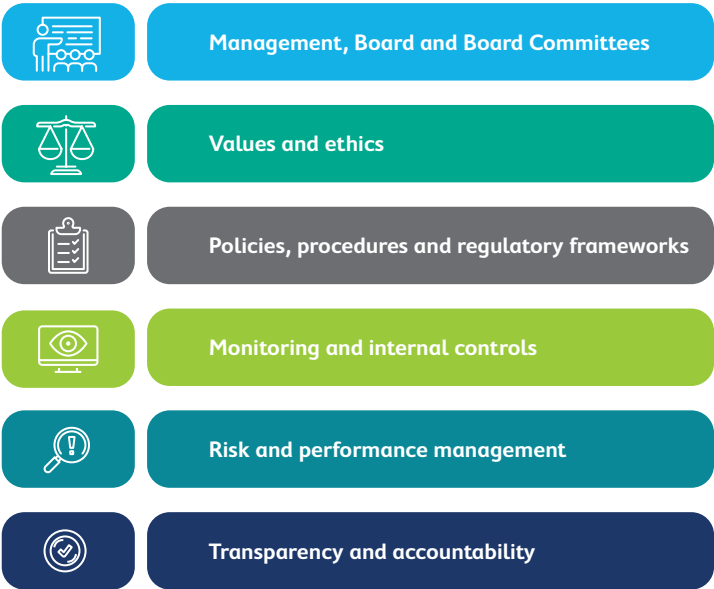 Management, Board and Board Committees
Values and ethics
Policies, procedures and regulatory frameworks
Monitoring and internal controls
Risk and performance management
Transparency and accountability